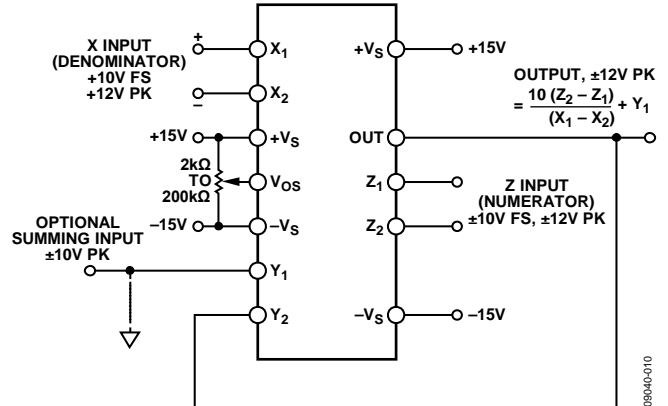 X INPUT
(DENOMINATOR)
+10V FS
+12V PK
+
–
X1
X2
+15V
+VS
2kΩ
TO
200kΩ
VOS
–15V
–VS
OPTIONAL
SUMMING INPUT
±10V PK
Y1
Y2
+VS
+15V
OUTPUT, ±12V PK
= 10 (Z2 – Z1)
(X1 – X2)
+ Y1
OUT
Z1
Z2
Z INPUT
(NUMERATOR)
±10V FS, ±12V PK
–VS
–15V
09040-010